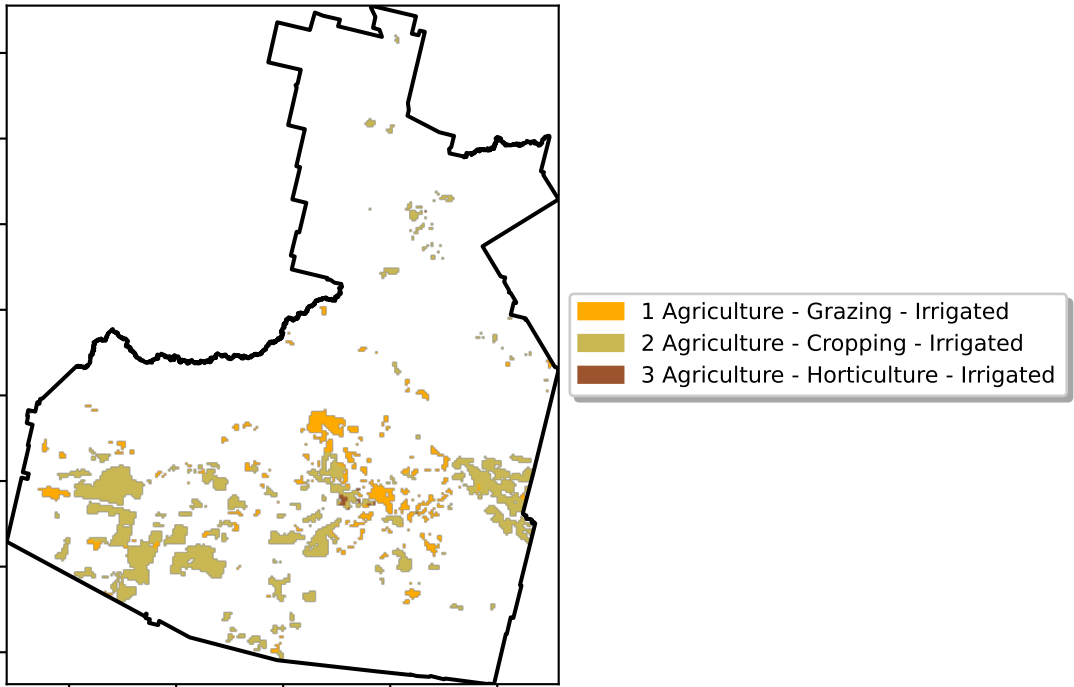 1 Agriculture - Grazing - Irrigated
2 Agriculture - Cropping - Irrigated
3 Agriculture - Horticulture - Irrigated